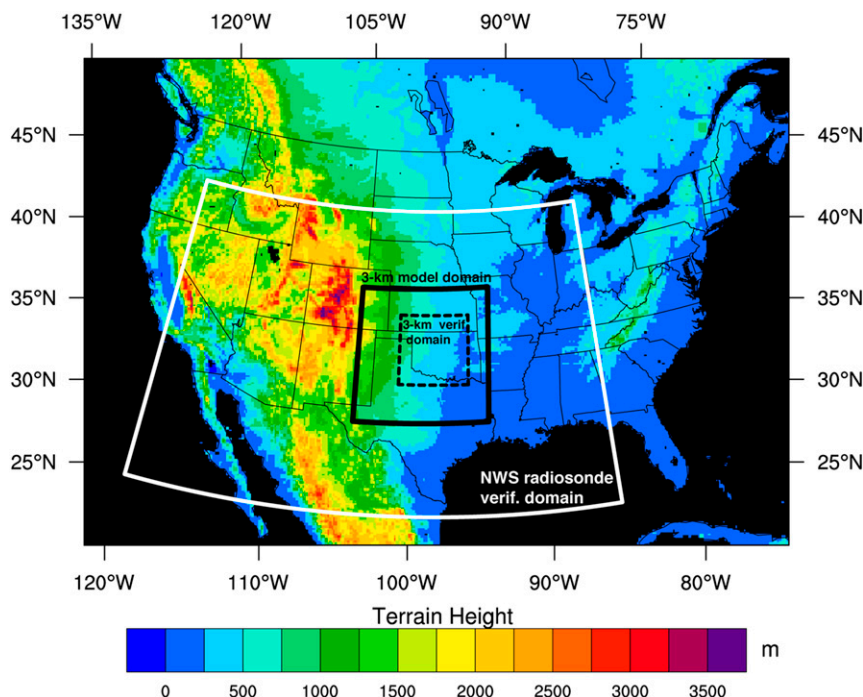 135°W 120°W 105°W 90°W 75°W
45°N 45°N
40°N 40°N
35°N 35°N
30°N 30°N
25°N 25°N
3-km model domain
3-km verif.
domain
NWS radiosonde
verif. domain
120°W 110°W 100°W 90°W 80°W
Terrain Height
m
0 500 1000 1500 2000 2500 3000 3500